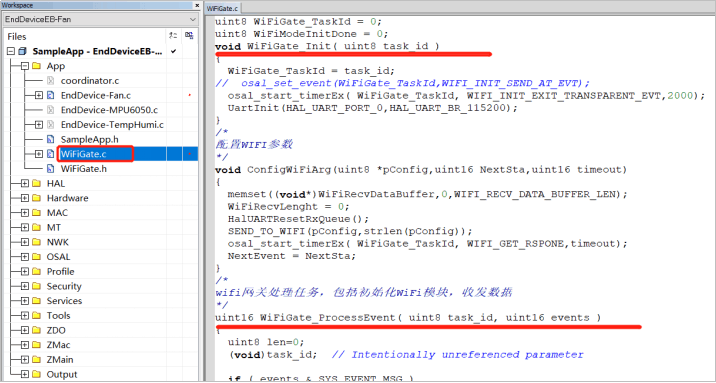 Workspace
EndDeviceEB-Fan
Files
SampleApp - EndDeviceEB-...
App
coordinator.c
EndDevice-Fan.c
EndDevice-MPU6050.c
EndDevice-TempHumi.c
SampleApp.h
WiFiGate.c
WiFiGate.h
HAL
Hardware
MAC
MT
NWK
OSAL
Profile
Security
Services
Tools
ZDO
ZMac
ZMain
Output
WiFiGate.c
uint8 WiFiGate_TaskId = 0;
uint8 WiFiModeInitDone = 0;
void WiFiGate_Init( uint8 task_id )
{
WiFiGate_TaskId = task_id;
// osal_set_event(WiFiGate_TaskId,WIFI_INIT_SEND_AT_EVT);
osal_start_timerEx( WiFiGate_TaskId, WIFI_INIT_EXIT_TRANSPARENT_EVT,2000);
UartInit(HAL_UART_PORT_0,HAL_UART_BR_115200);
}
/*
配置WIFI参数
*/
void ConfigWiFiArg(uint8 *pConfig,uint16 NextSta,uint16 timeout)
{
memset((void*)WiFiRecvDataBuffer,0,WIFI_RECV_DATA_BUFFER_LEN);
WiFiRecvLenght = 0;
HalUARTResetRxQueue();
SEND_TO_WIFI(pConfig,strlen(pConfig));
osal_start_timerEx( WiFiGate_TaskId, WIFI_GET_RSPONE,timeout);
NextEvent = NextSta;
}
/*
wifi网关处理任务，包括初始化WiFi模块，收发数据
*/
uint16 WiFiGate_ProcessEvent( uint8 task_id, uint16 events )
{
uint8 len=0;
(void)task_id; // Intentionally unreferenced parameter
if ( events & SYS_EVENT_MSG )